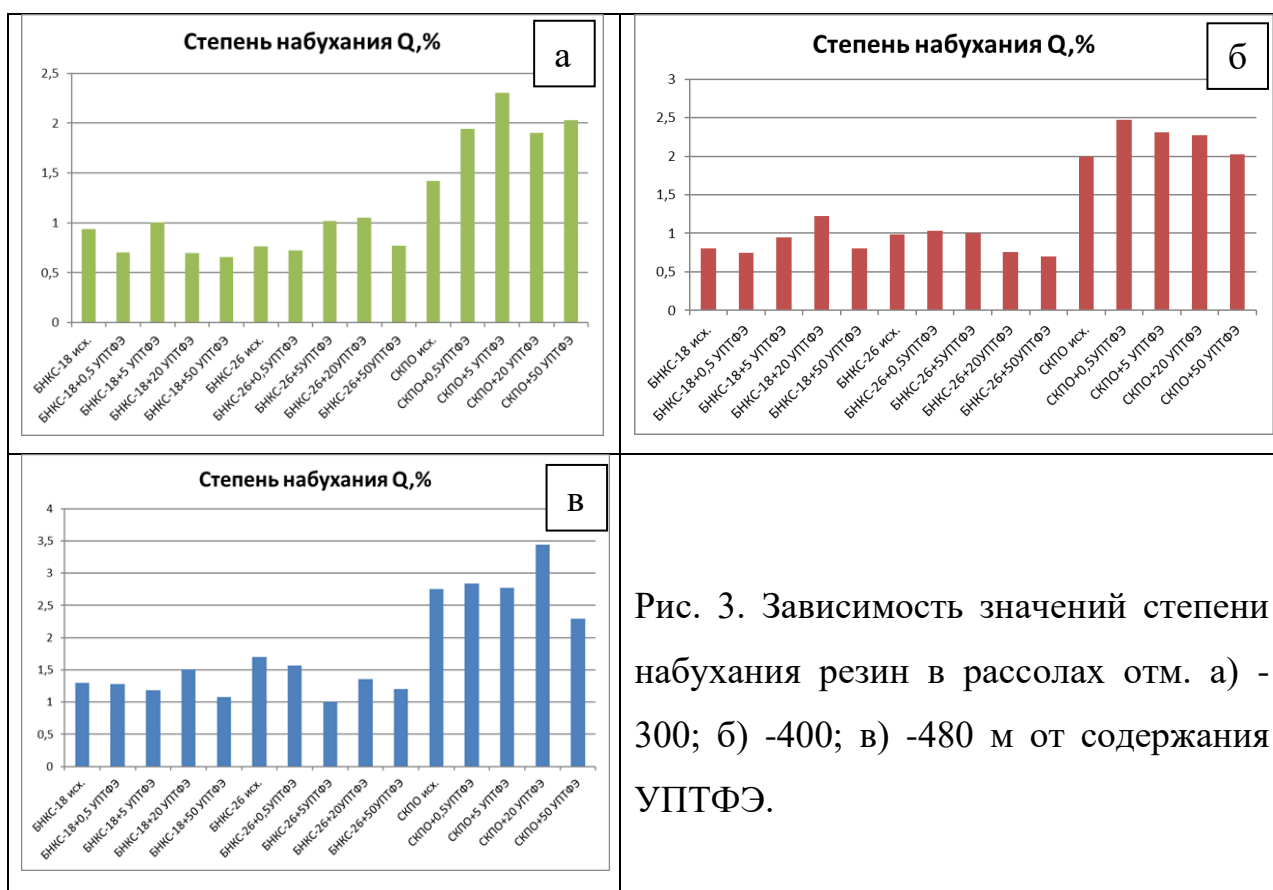 Степень набухания Q,%
а
2,5
2
1,5
1
0,5
0
БНКС-18 исх.
БНКС-18+0,5 УПТФЭ
БНКС-18+5 УПТФЭ
БНКС-18+20 УПТФЭ
БНКС-18+50 УПТФЭ
БНКС-26 исх.
БНКС-26+0,5УПТФЭ
БНКС-26+5УПТФЭ
БНКС-26+20УПТФЭ
БНКС-26+50УПТФЭ
СКПО исх.
СКПО+0,5УПТФЭ
СКПО+5 УПТФЭ
СКПО+20 УПТФЭ
СКПО+50 УПТФЭ
Степень набухания Q,%
б
3
2,5
2
1,5
1
0,5
0
БНКС-18 исх.
БНКС-18+0,5 УПТФЭ
БНКС-18+5 УПТФЭ
БНКС-18+20 УПТФЭ
БНКС-18+50 УПТФЭ
БНКС-26 исх.
БНКС-26+0,5УПТФЭ
БНКС-26+5УПТФЭ
БНКС-26+20УПТФЭ
БНКС-26+50УПТФЭ
СКПО исх.
СКПО+0,5УПТФЭ
СКПО+5 УПТФЭ
СКПО+20 УПТФЭ
СКПО+50 УПТФЭ
Степень набухания Q,%
в
4
3,5
3
2,5
2
1,5
1
0,5
0
БНКС-18 исх.
БНКС-18+0,5 УПТФЭ
БНКС-18+5 УПТФЭ
БНКС-18+20 УПТФЭ
БНКС-18+50 УПТФЭ
БНКС-26 исх.
БНКС-26+0,5УПТФЭ
БНКС-26+5УПТФЭ
БНКС-26+20УПТФЭ
БНКС-26+50УПТФЭ
СКПО исх.
СКПО+0,5УПТФЭ
СКПО+5 УПТФЭ
СКПО+20 УПТФЭ
СКПО+50 УПТФЭ
Рис. 3. Зависимость значений степени
набухания резин в рассолах отм. а) -
300; б) -400; в) -480 м от содержания
УПТФЭ.